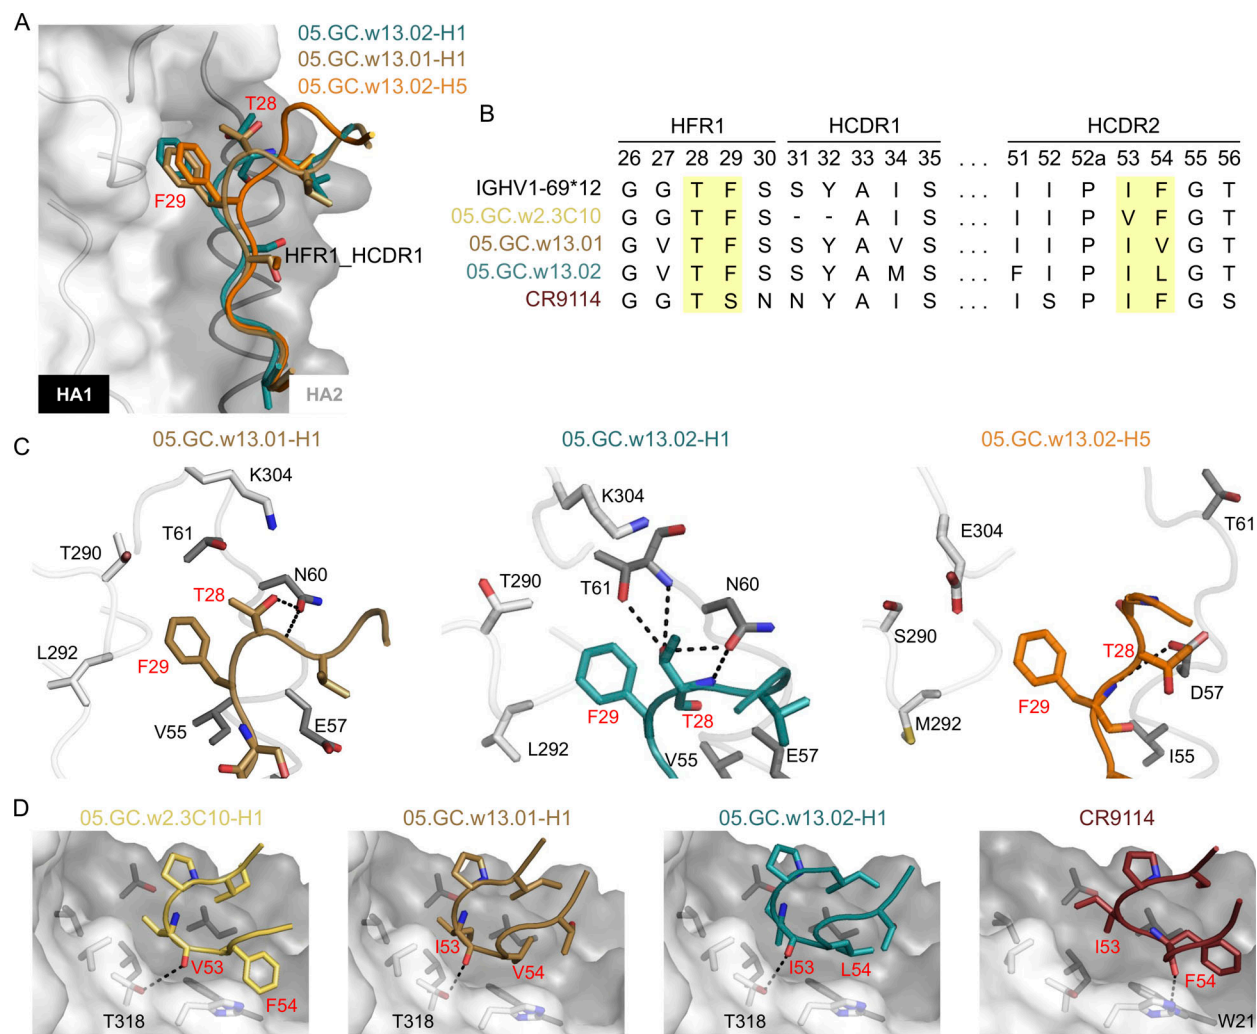 A
05.GC.w13.02-H1
05.GC.w13.01-H1
05.GC.w13.02-H5
T28
F29
HFR1_HCDR1
HA1
HA2
B
HFR1 HCDR1 HCDR2
26 27 28 29 30 31 32 33 34 35 ... 51 52 52a 53 54 55 56
IGHV1-69*12 G G T F S S Y A I S ... I I P I F G T
05.GC.w2.3C10 G G T F S - - A I S ... I I P V F G T
05.GC.w13.01 G V T F S S Y A V S ... I I P I V G T
05.GC.w13.02 G V T F S S Y A M S ... F I P I L G T
CR9114 G G T S N N Y A I S ... I S P I F G S
C
05.GC.w13.01-H1
K304
T61
T290
N60
T28
L292
F29
V55
E57
05.GC.w13.02-H1
K304
T290
T61
N60
F29
T28
L292
V55
E57
05.GC.w13.02-H5
T61
E304
S290
T28
F29
D57
M292
I55
D
05.GC.w2.3C10-H1
V53
F54
T318
05.GC.w13.01-H1
I53
V54
T318
05.GC.w13.02-H1
I53
L54
T318
CR9114
I53
F54
W21